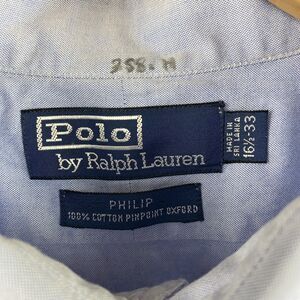 Polo
by Ralph Lauren
MADE IN
SRI LANKA
16½-33
PHILIP
100% COTTON PINPOINT OXFORD